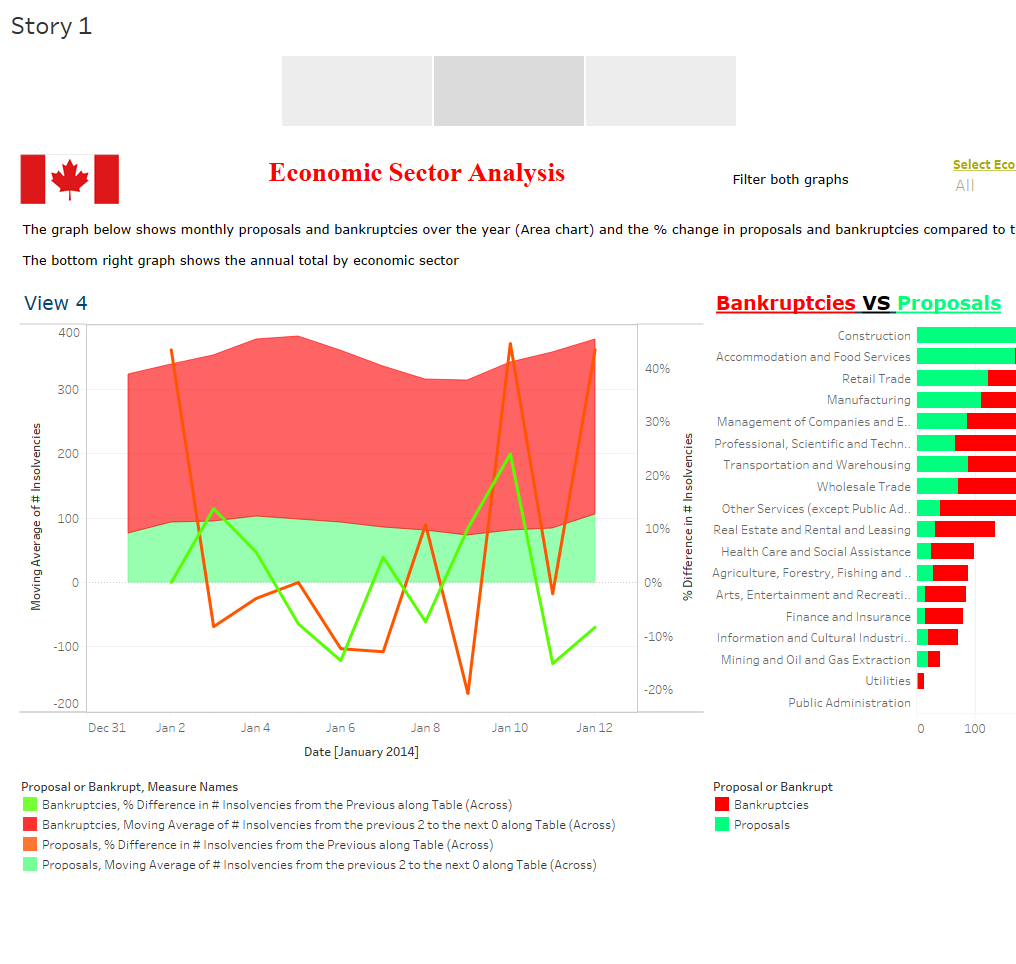 Story 1
Economic Sector Analysis
Filter both graphs
Select Eco
All
The graph below shows monthly proposals and bankruptcies over the year (Area chart) and the % change in proposals and bankruptcies compared to t
The bottom right graph shows the annual total by economic sector
View 4
400
300
200
100
0
-100
-200
Moving Average of # Insolvencies
40%
30%
20%
10%
0%
-10%
-20%
% Difference in # Insolvencies
Dec 31 Jan 2 Jan 4 Jan 6 Jan 8 Jan 10 Jan 12
Date [January 2014]
Bankruptcies VS Proposals
Construction
Accommodation and Food Services
Retail Trade
Manufacturing
Management of Companies and E..
Professional, Scientific and Techn..
Transportation and Warehousing
Wholesale Trade
Other Services (except Public Ad..
Real Estate and Rental and Leasing
Health Care and Social Assistance
Agriculture, Forestry, Fishing and ..
Arts, Entertainment and Recreati..
Finance and Insurance
Information and Cultural Industri..
Mining and Oil and Gas Extraction
Utilities
Public Administration
0 100
Proposal or Bankrupt, Measure Names
Bankruptcies, % Difference in # Insolvencies from the Previous along Table (Across)
Bankruptcies, Moving Average of # Insolvencies from the previous 2 to the next 0 along Table (Across)
Proposals, % Difference in # Insolvencies from the Previous along Table (Across)
Proposals, Moving Average of # Insolvencies from the previous 2 to the next 0 along Table (Across)
Proposal or Bankrupt
Bankruptcies
Proposals